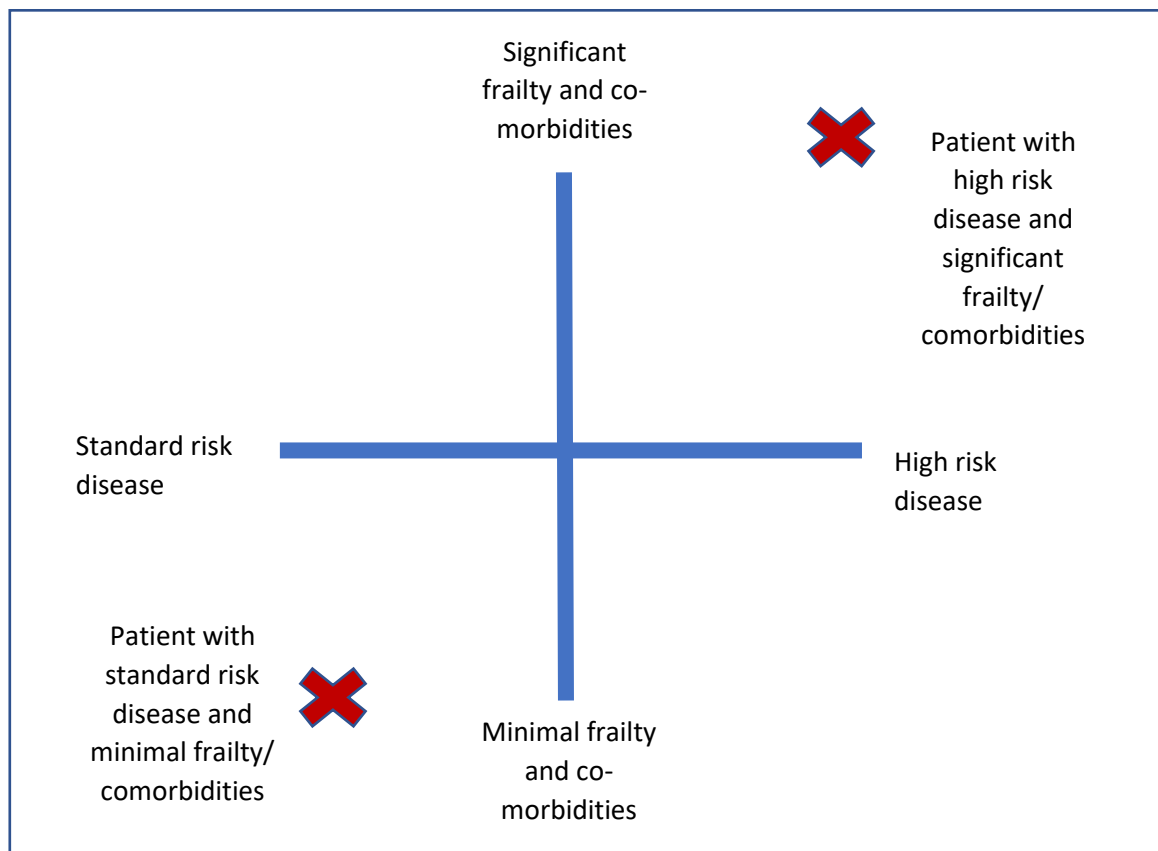 Significant
frailty and co-
morbidities
Patient with
high risk
disease and
significant
frailty/
comorbidities
Standard risk
disease
High risk
disease
Patient with
standard risk
disease and
minimal frailty/
comorbidities
Minimal frailty
and co-
morbidities